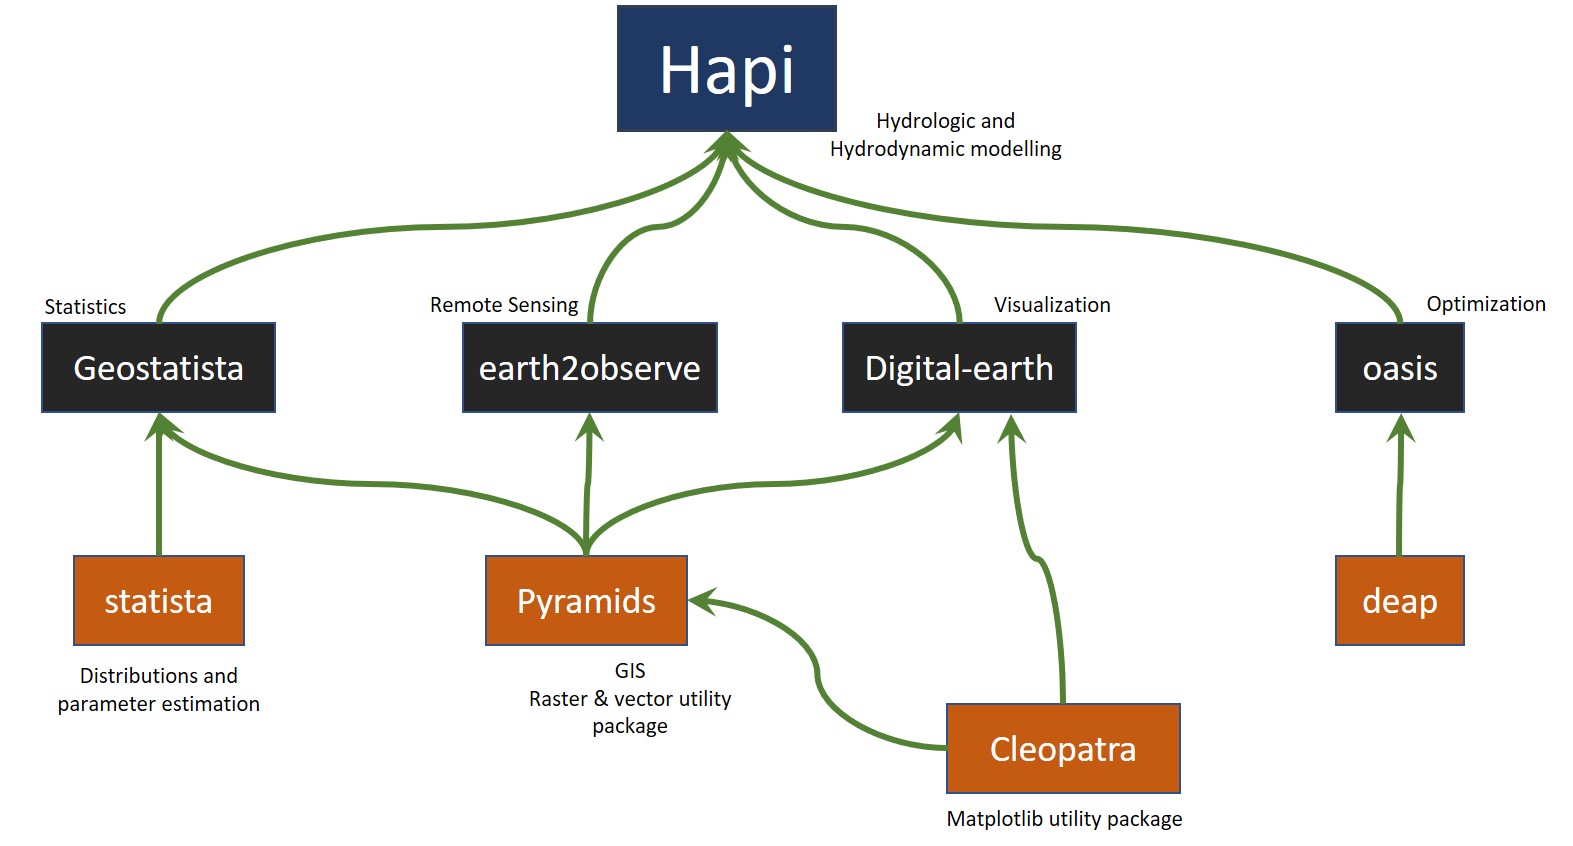 Hapi
Hydrologic and
Hydrodynamic modelling
Statistics
Geostatista
Remote Sensing
earth2observe
Visualization
Digital-earth
Optimization
oasis
statista
Distributions and
parameter estimation
Pyramids
GIS
Raster & vector utility
package
deap
Cleopatra
Matplotlib utility package